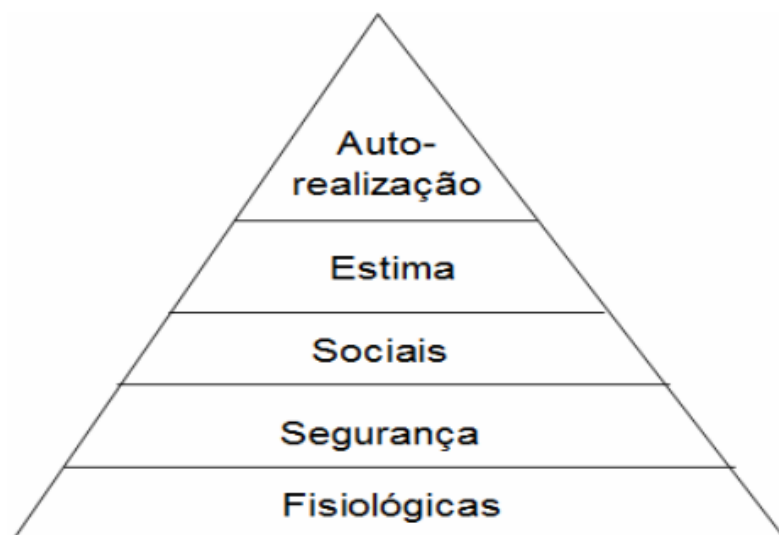 Auto-
realização
Estima
Sociais
Segurança
Fisiológicas